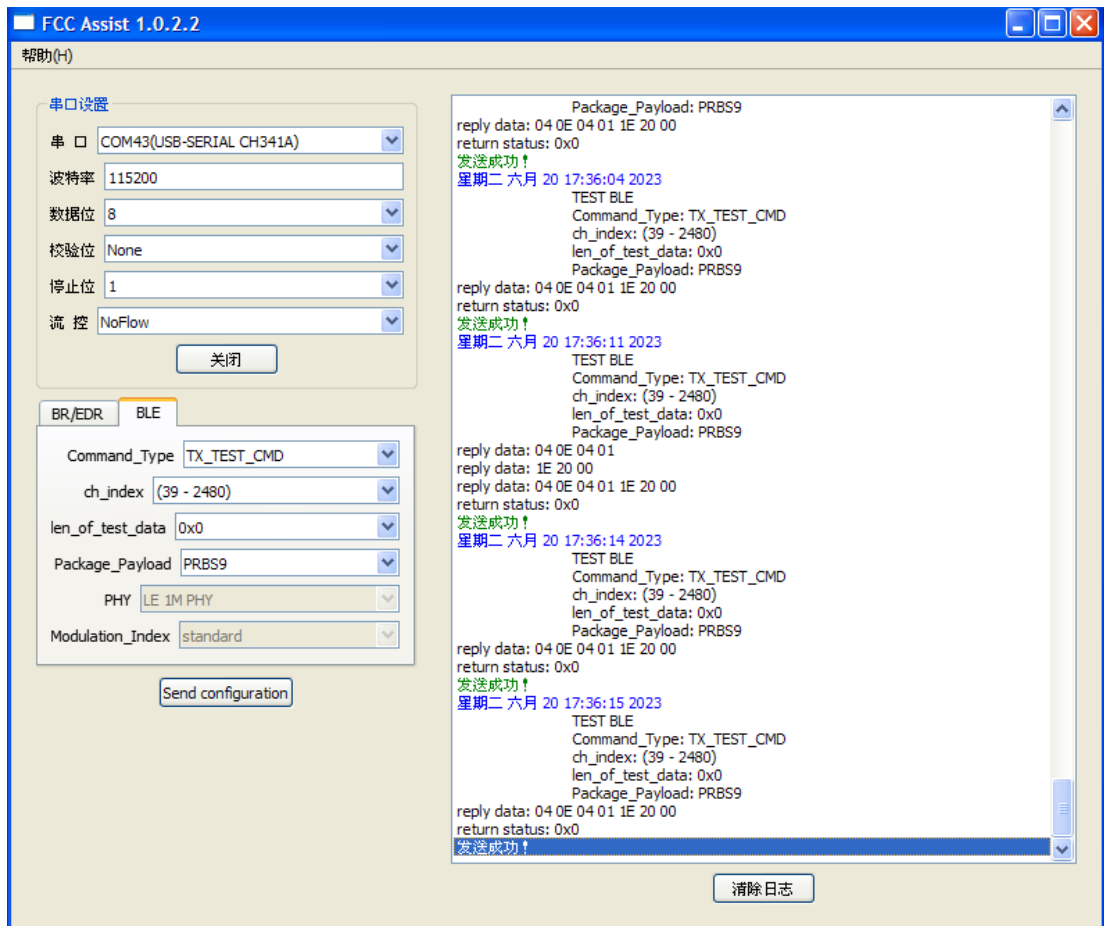 FCC Assist 1.0.2.2
帮助(H)
串口设置
串 口 COM43(USB-SERIAL CH341A)
波特率 115200
数据位 8
校验位 None
停止位 1
流 控 NoFlow
关闭
BR/EDR BLE
Command_Type TX_TEST_CMD
ch_index (39 - 2480)
len_of_test_data 0x0
Package_Payload PRBS9
PHY LE 1M PHY
Modulation_Index standard
Send configuration
Package_Payload: PRBS9
reply data: 04 0E 04 01 1E 20 00
return status: 0x0
发送成功！
星期二 六月 20 17:36:04 2023
TEST BLE
Command_Type: TX_TEST_CMD
ch_index: (39 - 2480)
len_of_test_data: 0x0
Package_Payload: PRBS9
reply data: 04 0E 04 01 1E 20 00
return status: 0x0
发送成功！
星期二 六月 20 17:36:11 2023
TEST BLE
Command_Type: TX_TEST_CMD
ch_index: (39 - 2480)
len_of_test_data: 0x0
Package_Payload: PRBS9
reply data: 04 0E 04 01
reply data: 1E 20 00
reply data: 04 0E 04 01 1E 20 00
return status: 0x0
发送成功！
星期二 六月 20 17:36:14 2023
TEST BLE
Command_Type: TX_TEST_CMD
ch_index: (39 - 2480)
len_of_test_data: 0x0
Package_Payload: PRBS9
reply data: 04 0E 04 01 1E 20 00
return status: 0x0
发送成功！
星期二 六月 20 17:36:15 2023
TEST BLE
Command_Type: TX_TEST_CMD
ch_index: (39 - 2480)
len_of_test_data: 0x0
Package_Payload: PRBS9
reply data: 04 0E 04 01 1E 20 00
return status: 0x0
发送成功！
清除日志